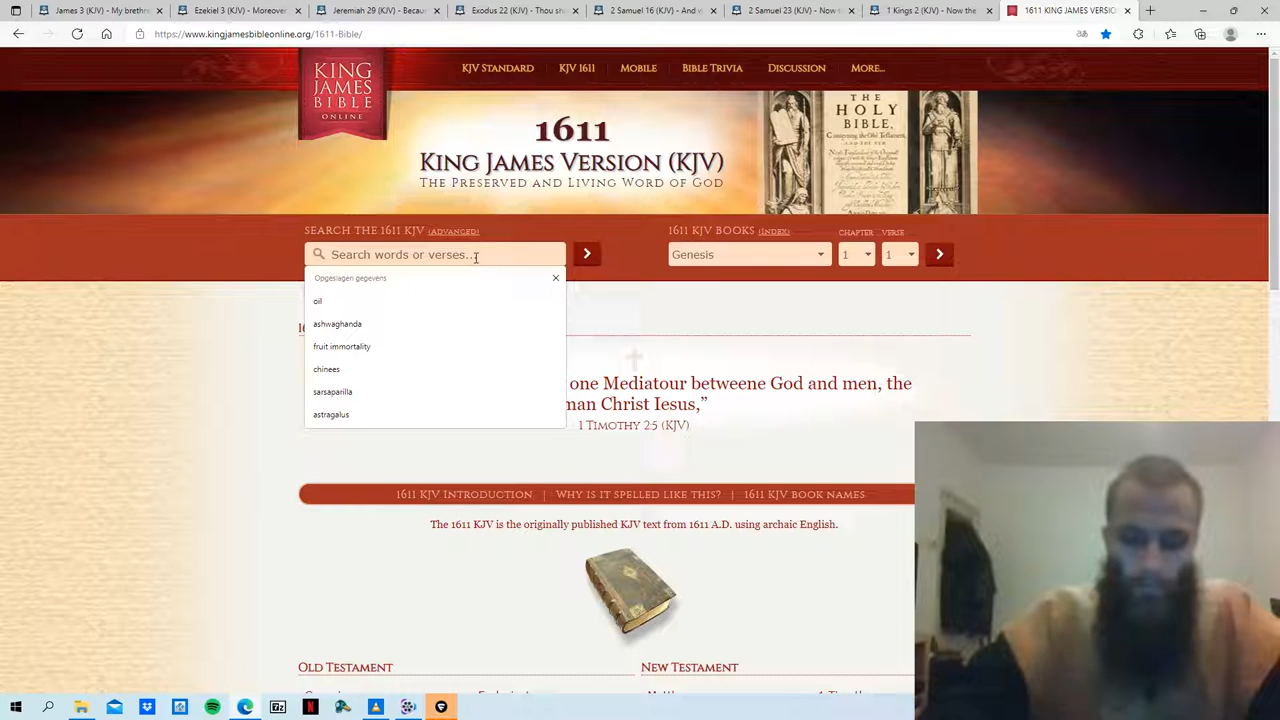 James 3 (KJV) - My brethre
Ezekiel 3 (KJV) - Moreover
Jeremiah 29 (KJV) - Becau
Exodus 22 (KJV) - Thou sh
2 Samuel 16 (KJV) - And w
2 Samuel 23 (KJV) - Now t
1 Kings 2 (KJV) - Now the
1611 KING JAMES VERSIO
https://www.kingjamesbibleonline.org/1611-Bible/
KING
JAMES
BIBLE
ONLINE
KJV STANDARD
KJV 1611
MOBILE
BIBLE TRIVIA
DISCUSSION
MORE...
1611
KING JAMES VERSION (KJV)
THE PRESERVED AND LIVING WORD OF GOD
THE
HOLY
BIBLE,
SEARCH THE 1611 KJV (ADVANCED)
Search words or verses...
1611 KJV BOOKS (INDEX)
CHAPTER
VERSE
Genesis
1
1
Opgeslagen gegevens
oil
ashwaghanda
fruit immortality
chinees
sarsaparilla
astragalus
one Mediatour betweene God and men, the
man Christ Iesus,”
1 TIMOTHY 2:5 (KJV)
1611 KJV INTRODUCTION | WHY IS IT SPELLED LIKE THIS? | 1611 KJV BOOK NAMES
The 1611 KJV is the originally published KJV text from 1611 A.D. using archaic English.
OLD TESTAMENT
NEW TESTAMENT